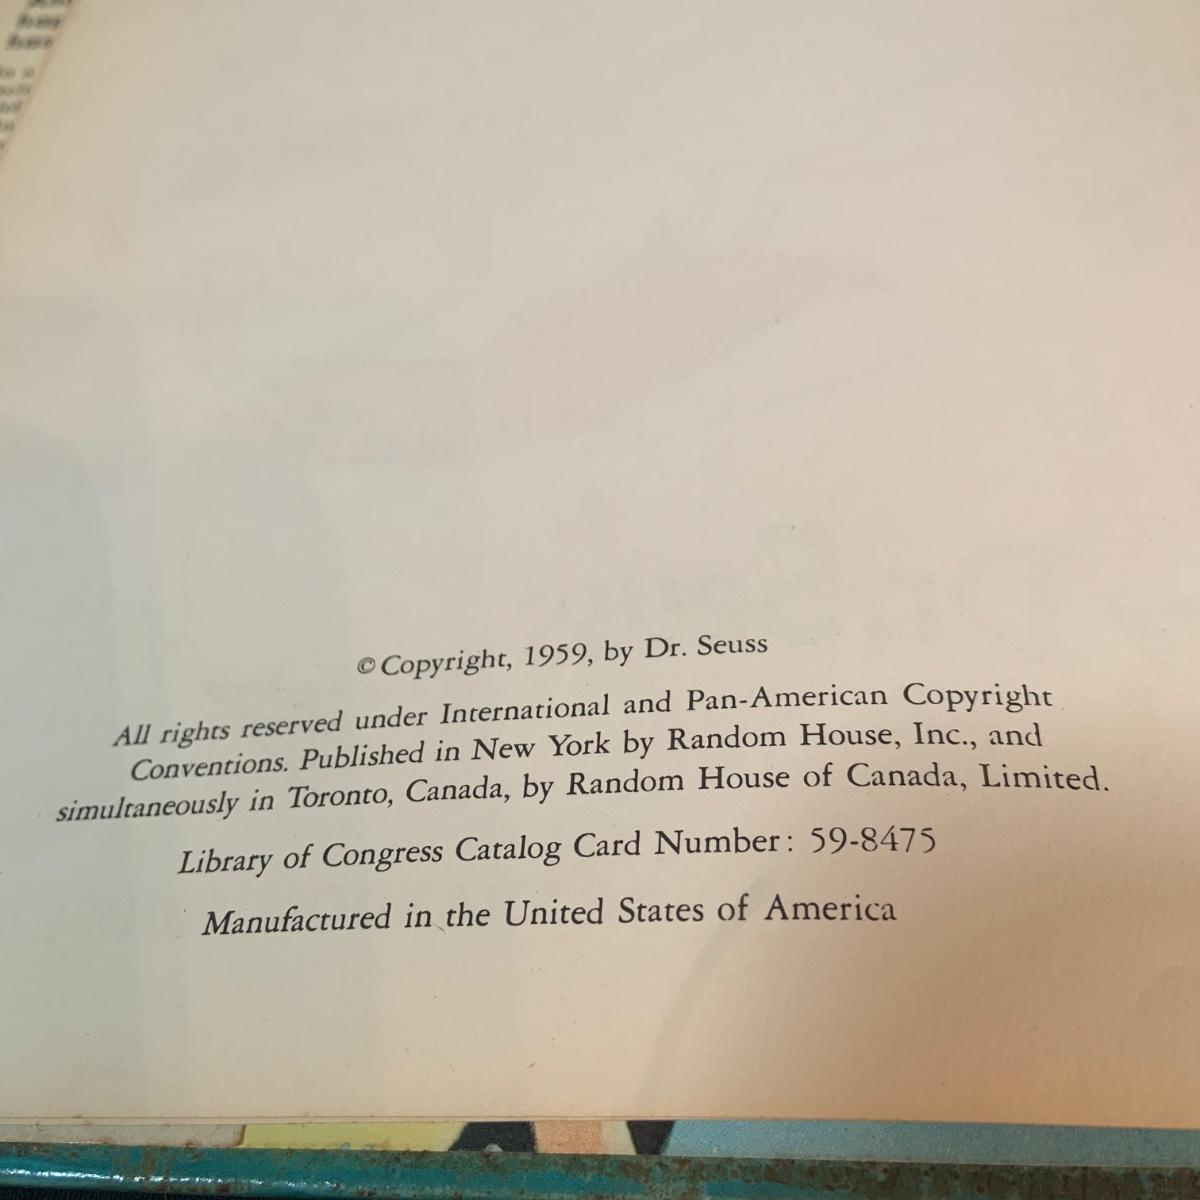 © Copyright, 1959, by Dr. Seuss
All rights reserved under International and Pan-American Copyright
Conventions. Published in New York by Random House, Inc., and
simultaneously in Toronto, Canada, by Random House of Canada, Limited.
Library of Congress Catalog Card Number: 59-8475
Manufactured in the United States of America